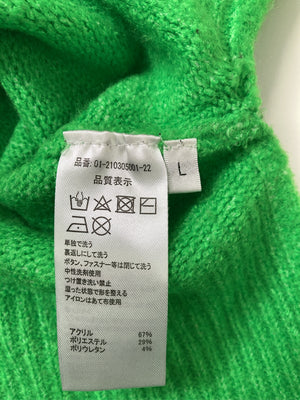 品番: 01-210305001-22
品質表示
L
単独で洗う
裏返しにして洗う
ボタン、ファスナー等は閉じて洗う
中性洗剤使用
つけ置き洗い禁止
湿った状態で形を整える
アイロンはあて布使用
アクリル 67%
ポリエステル 29%
ポリウレタン 4%